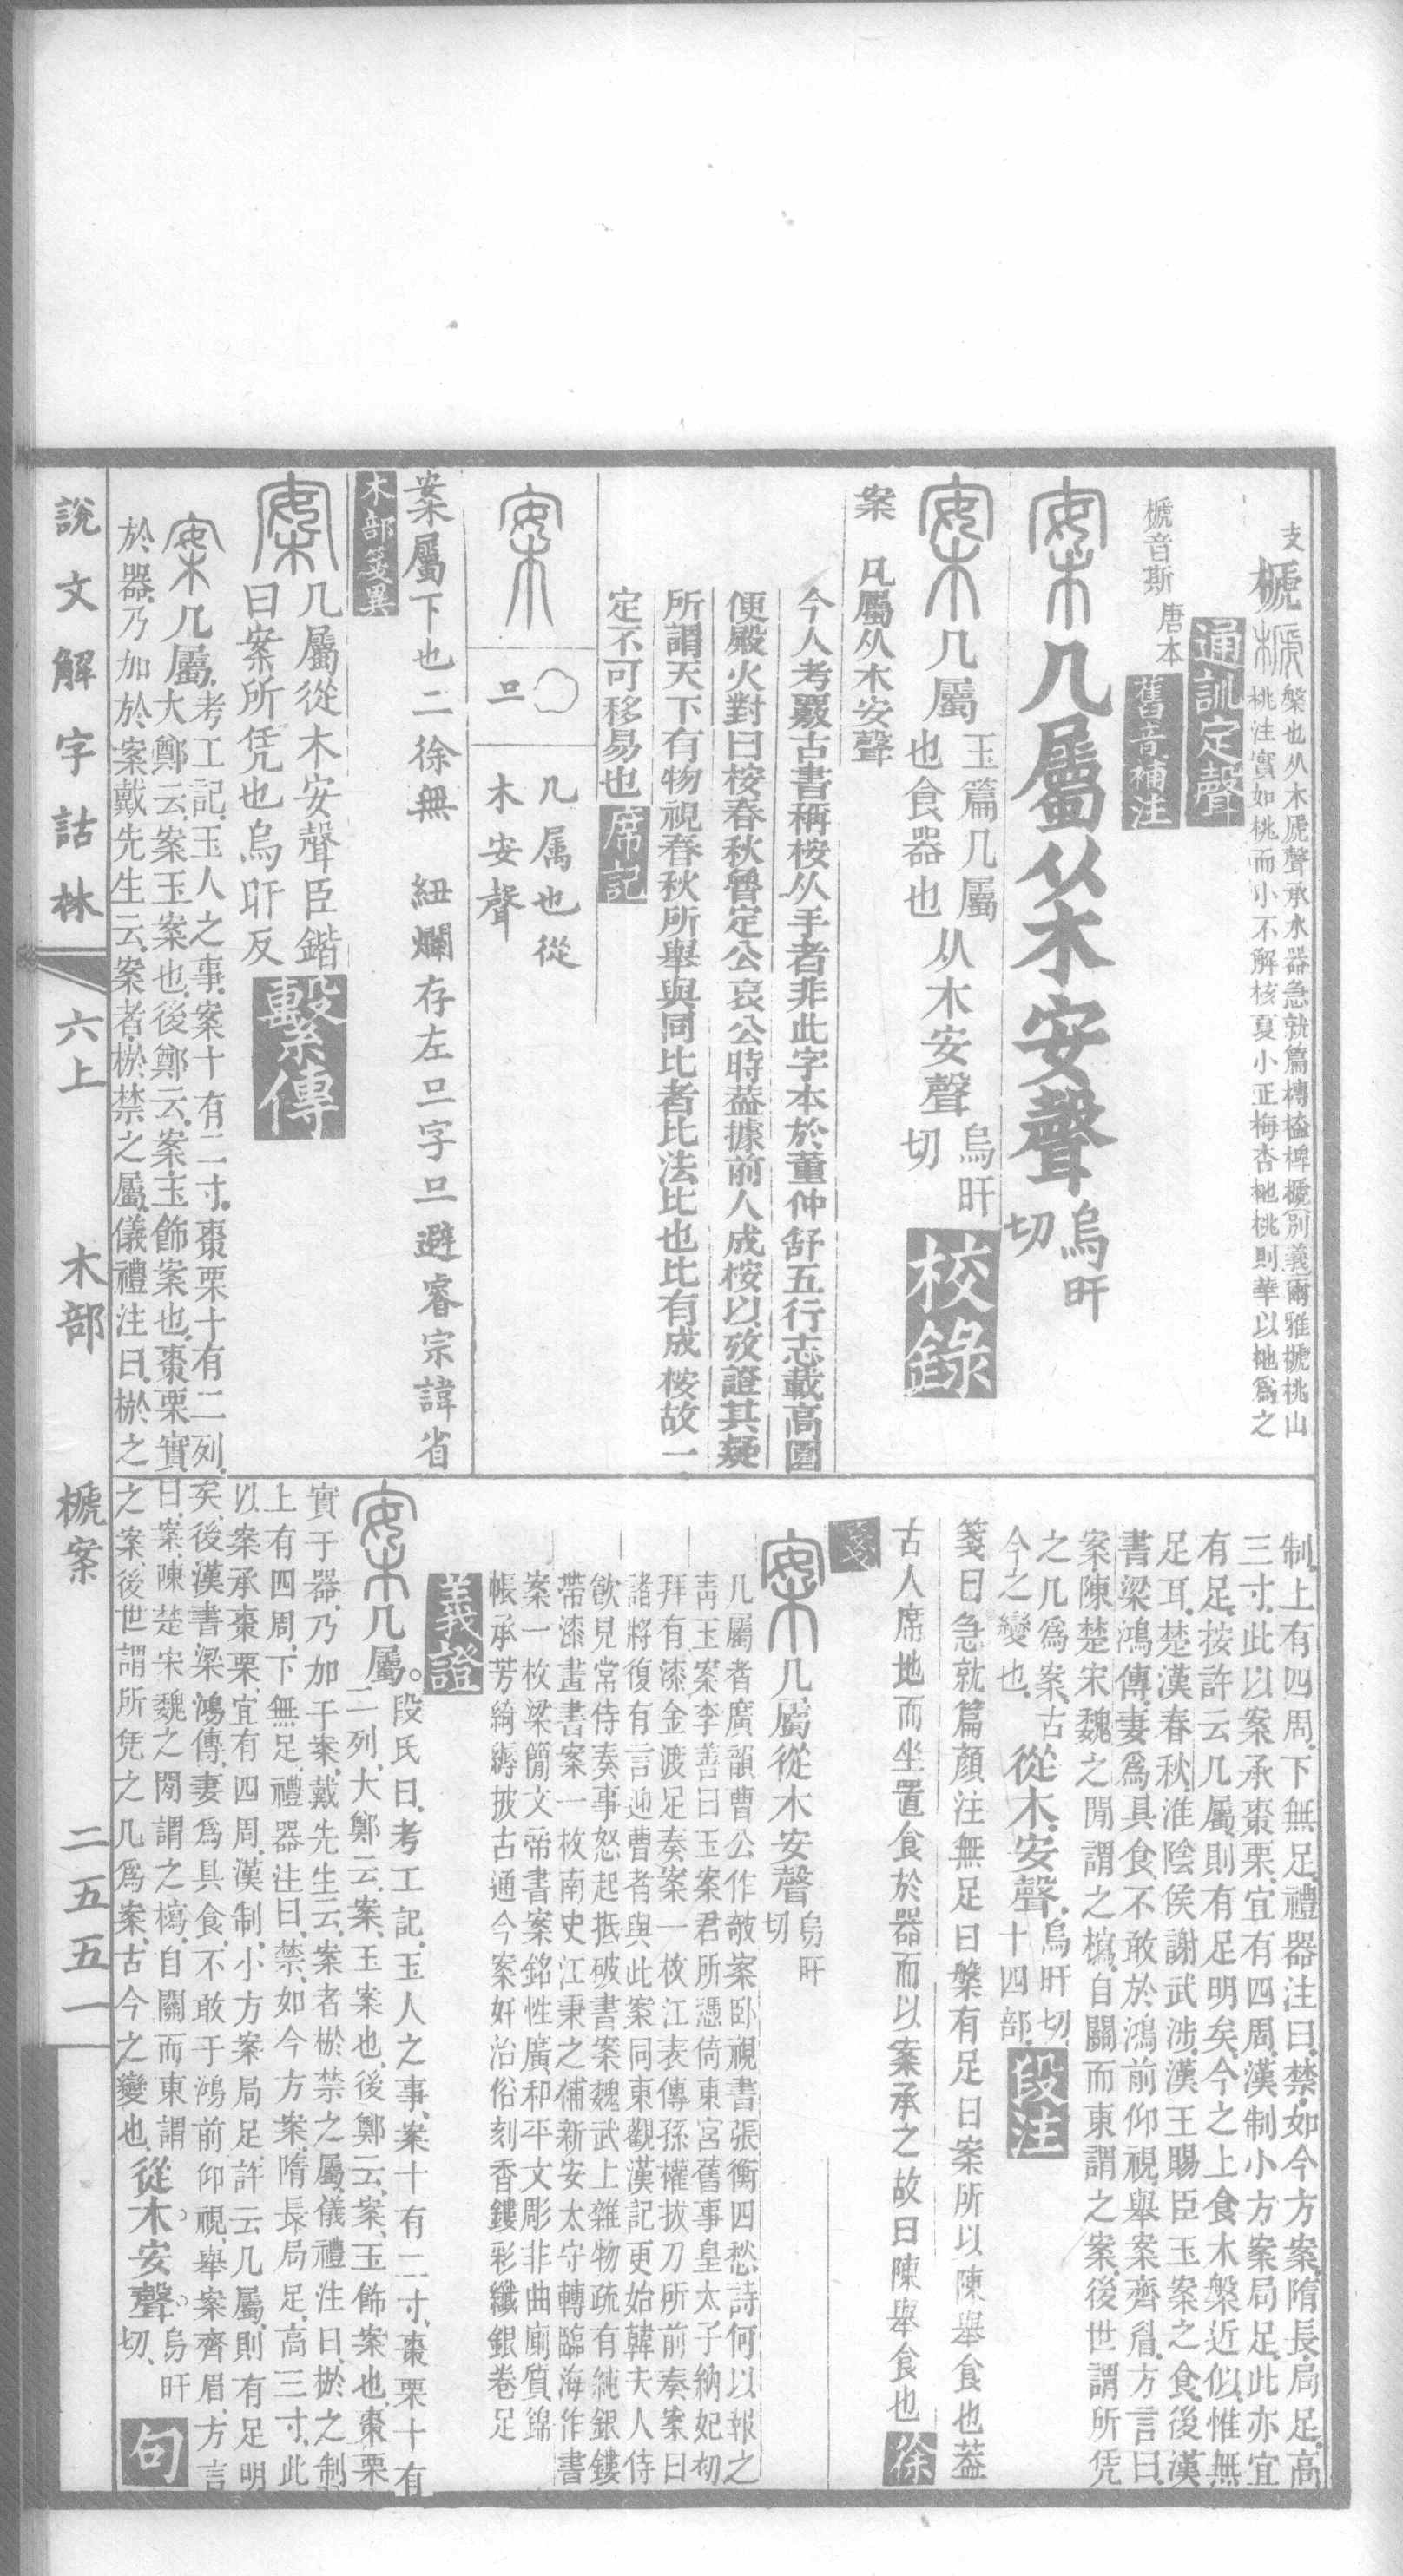 支
榹 槃也从木虒聲承水器急就篇槫榼椑榹別義爾雅榹桃山
桃注實如桃而小不解核夏小正梅杏杝桃則華以杝爲之
通訓定聲
榹音斯 唐本
舊音補注
案 几屬从木安聲 烏旰
切
案 几屬 玉篇几屬
也食器也 从木安聲 烏旰
切 校錄
案 凡屬从木安聲
今人考覈古書稱桉从手者非此字本於董仲舒五行志載高園
便殿火對曰桉春秋魯定公哀公時葢據前人成桉以攷證其疑
所謂天下有物視春秋所舉與同比者比法比也比有成桉故一
定不可移易也 席記
案 〇
旦 几属也從
木安聲
案屬下也二徐無 紐爛存左旦字旦避睿宗諱省
木部箋異
案 几屬從木安聲臣鍇
曰案所凭也烏旰反 繫傳
案 几屬考工記玉人之事案十有二寸棗栗十有二列
大鄭云案玉案也後鄭云案玉飾案也棗栗實
於器乃加於案戴先生云案者棜禁之屬儀禮注曰棜之
制上有四周下無足禮器注曰禁如今方案隋長局足高
三寸此以案承棗栗宜有四周漢制小方案局足此亦宜
有足按許云几屬則有足明矣今之上食木槃近似惟無
足耳楚漢春秋淮陰侯謝武涉漢王賜臣玉案之食後漢
書梁鴻傳妻爲具食不敢於鴻前仰視舉案齊眉方言曰
案陳楚宋魏之閒謂之㯓自關而東謂之案後世謂所凭
之几爲案古
今之變也 從木安聲 烏旰切
十四部 段注
箋曰急就篇顏注無足曰槃有足曰案所以陳舉食也葢
古人席地而坐置食於器而以案承之故曰陳舉食也 徐
箋
案 几屬從木安聲 烏旰
切
几屬者廣韻曹公作欹案卧視書張衡四愁詩何以報之
靑玉案李善曰玉案君所憑倚東宮舊事皇太子納妃初
拜有漆金渡足奏案一枚江表傳孫權拔刀所前奏案曰
諸將復有言迎曹者與此案同東觀漢記更始韓夫人侍
飮見常侍奏事怒起抵破書案魏武上雜物疏有純銀鏤
帶漆畫書案一枚南史江秉之補新安太守轉臨海作書
案一枚梁簡文帝書案銘性廣和平文彫非曲廁質錦
帳承芳綺縟披古通今察奸治俗刻香鏤彩纖銀卷足
義證
案 几屬 段氏曰考工記玉人之事案十有二寸棗栗十有
二列大鄭云案玉案也後鄭云案玉飾案也棗栗
實于器乃加于案戴先生云案者棜禁之屬儀禮注曰棜之制
上有四周下無足禮器注曰禁如今方案隋長局足高三寸此
以案承棗栗宜有四周漢制小方案局足許云几屬則有足明
矣後漢書梁鴻傳妻爲具食不敢于鴻前仰視舉案齊眉方言
曰案陳楚宋魏之閒謂之㯓自關而東謂
之案後世謂所凭之几爲案古今之變也 從木安聲 烏旰
切 句
說文解字詁林 六上 木部 榹案 二五五一